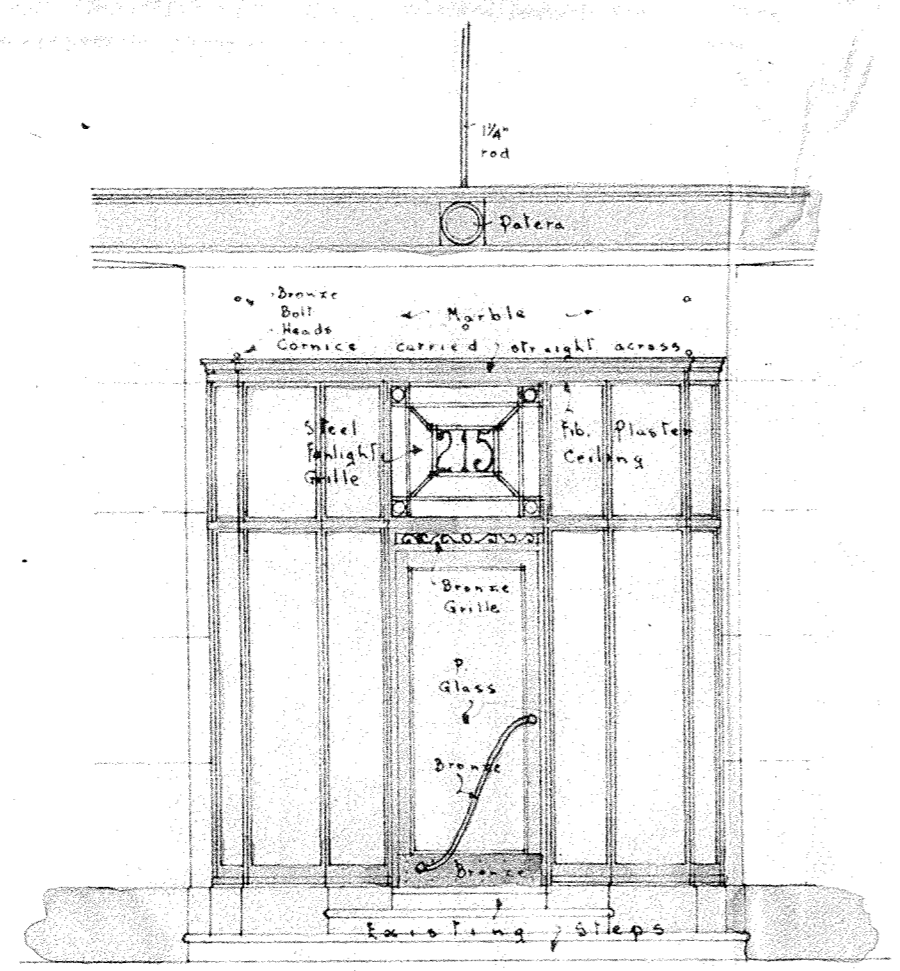 1¼"
rod
Patera
Bronze
Bolt
Heads
Marble
Cornice carried straight across
Steel
Fanlight
Grille
215
Fib. Plaster
Ceiling
Bronze
Grille
P.
Glass
Bronze
Bronze
Existing Steps